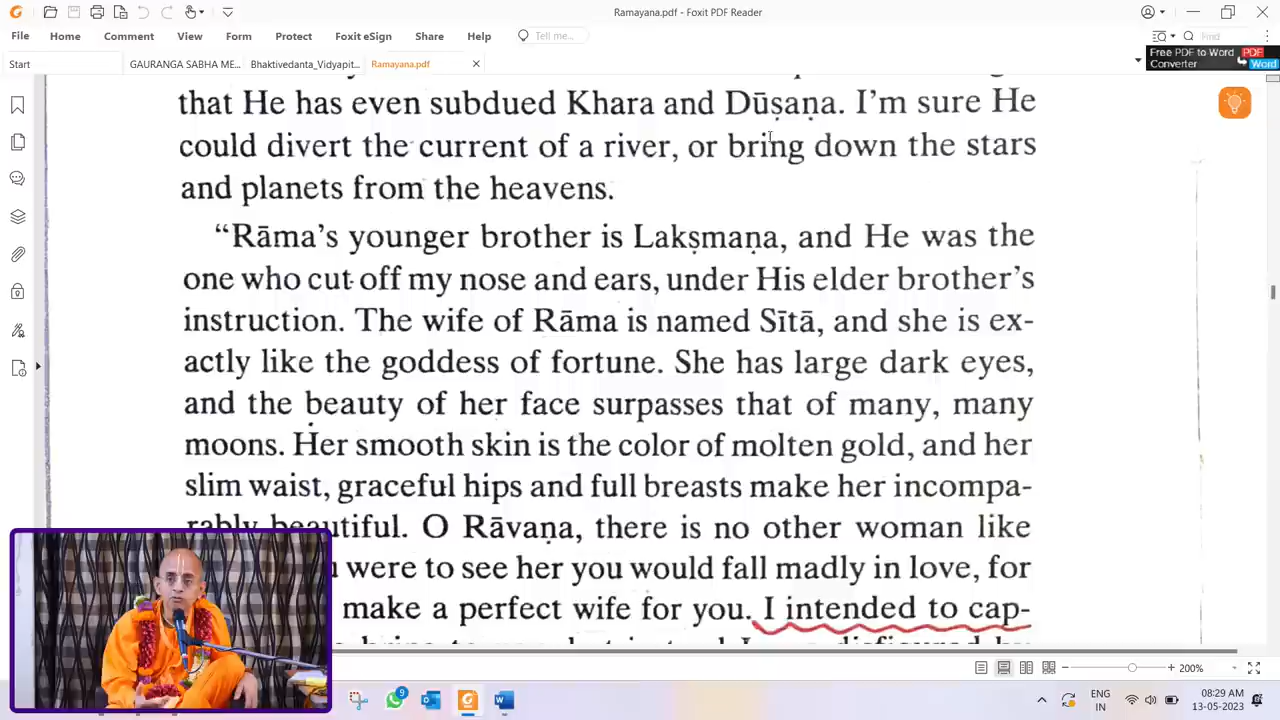 Ramayana.pdf - Foxit PDF Reader
File Home Comment View Form Protect Foxit eSign Share Help Tell me... Find
Start GAURANGA SABHA ME... Bhaktivedanta_Vidyapit... Ramayana.pdf
Free PDF to Word PDF
Converter Word
that He has even subdued Khara and Dūṣaṇa. I'm sure He
could divert the current of a river, or bring down the stars
and planets from the heavens.
“Rāma's younger brother is Lakṣmaṇa, and He was the
one who cut off my nose and ears, under His elder brother's
instruction. The wife of Rāma is named Sītā, and she is ex-
actly like the goddess of fortune. She has large dark eyes,
and the beauty of her face surpasses that of many, many
moons. Her smooth skin is the color of molten gold, and her
slim waist, graceful hips and full breasts make her incompa-
rably beautiful. O Rāvaṇa, there is no other woman like
were to see her you would fall madly in love, for
make a perfect wife for you. I intended to cap-
200%
9
W
ENG
IN
08:29 AM
13-05-2023